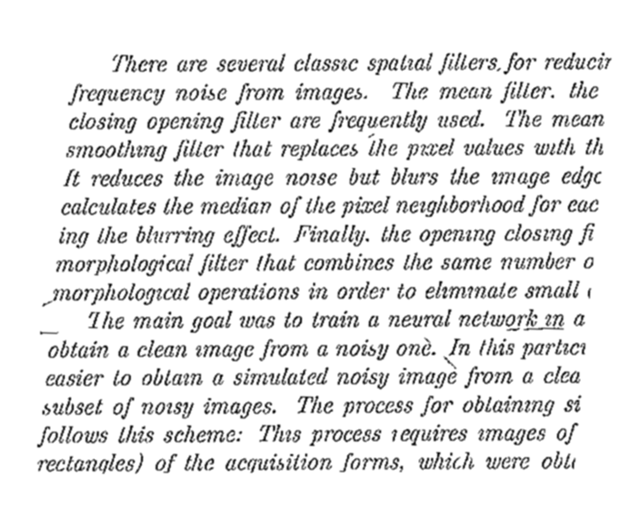 There are several classic spatial filters, for reducir
frequency noise from images. The mean filter. the
closing opening filter are frequently used. The mean
smoothing filter that replaces the pixel values with th
It reduces the image noise but blurs the image edge
calculates the median of the pixel neighborhood for eac
ing the blurring effect. Finally. the opening closing fi
morphological filter that combines the same number o
morphological operations in order to eliminate small
The main goal was to train a neural network in a
obtain a clean image from a noisy one. In this partici
easier to obtain a simulated noisy image from a clea
subset of noisy images. The process for obtaining si
follows this scheme: This process requires images of
rectangles) of the acquisition forms, which were obt